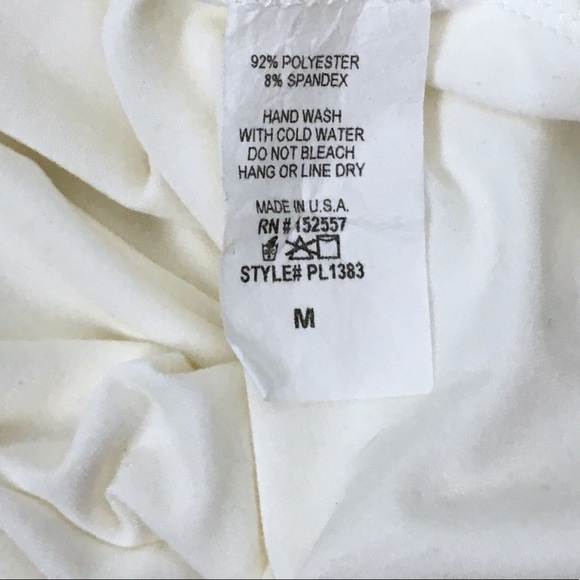 92% POLYESTER
8% SPANDEX
HAND WASH
WITH COLD WATER
DO NOT BLEACH
HANG OR LINE DRY
MADE IN U.S.A.
RN # 152557
STYLE# PL1383
M